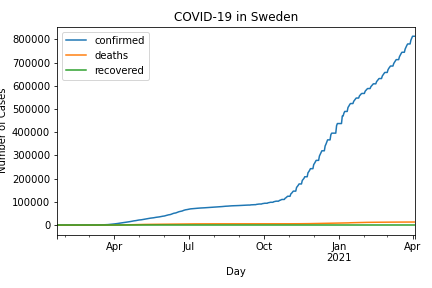 COVID-19 in Sweden
confirmed
deaths
recovered
800000
700000
600000
500000
400000
300000
200000
100000
0
Number of Cases
Apr
Jul
Oct
Jan
2021
Apr
Day